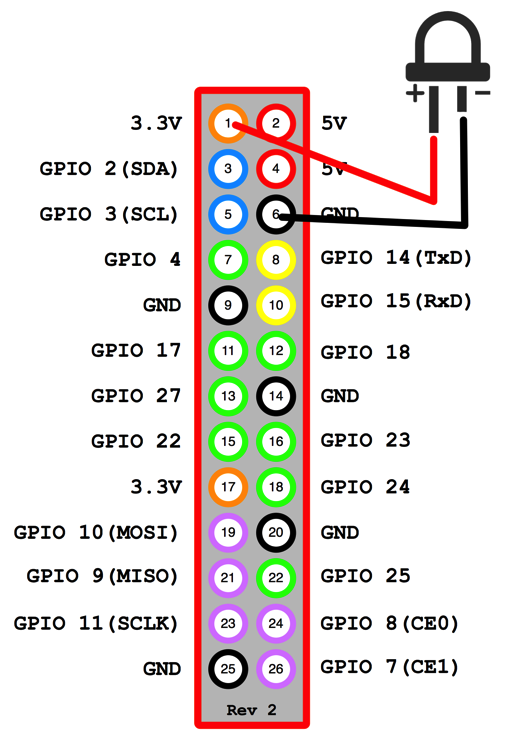 + −
3.3V 1 2 5V
GPIO 2(SDA) 3 4 5V
GPIO 3(SCL) 5 6 GND
GPIO 4 7 8 GPIO 14(TxD)
GND 9 10 GPIO 15(RxD)
GPIO 17 11 12 GPIO 18
GPIO 27 13 14 GND
GPIO 22 15 16 GPIO 23
3.3V 17 18 GPIO 24
GPIO 10(MOSI) 19 20 GND
GPIO 9(MISO) 21 22 GPIO 25
GPIO 11(SCLK) 23 24 GPIO 8(CE0)
GND 25 26 GPIO 7(CE1)
Rev 2